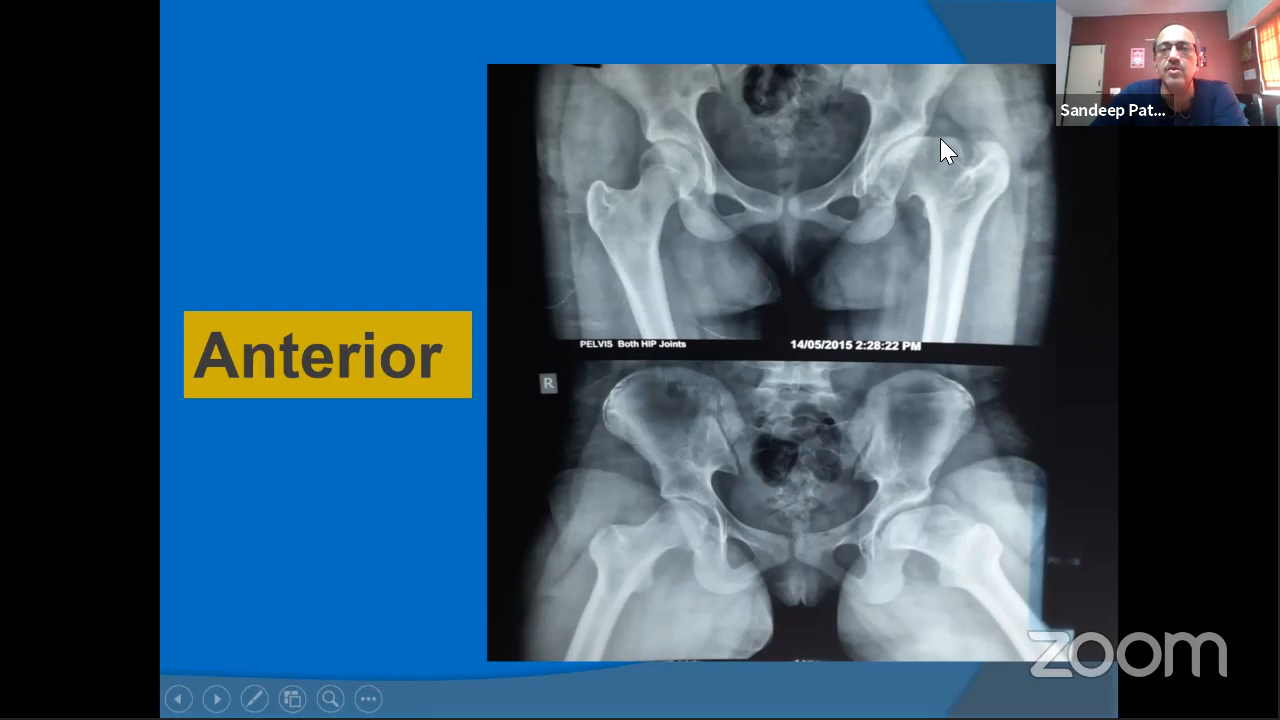 Sandeep Pat...
Anterior
PELVIS Both HIP Joints
14/05/2015 2:28:22 PM
R
zoom